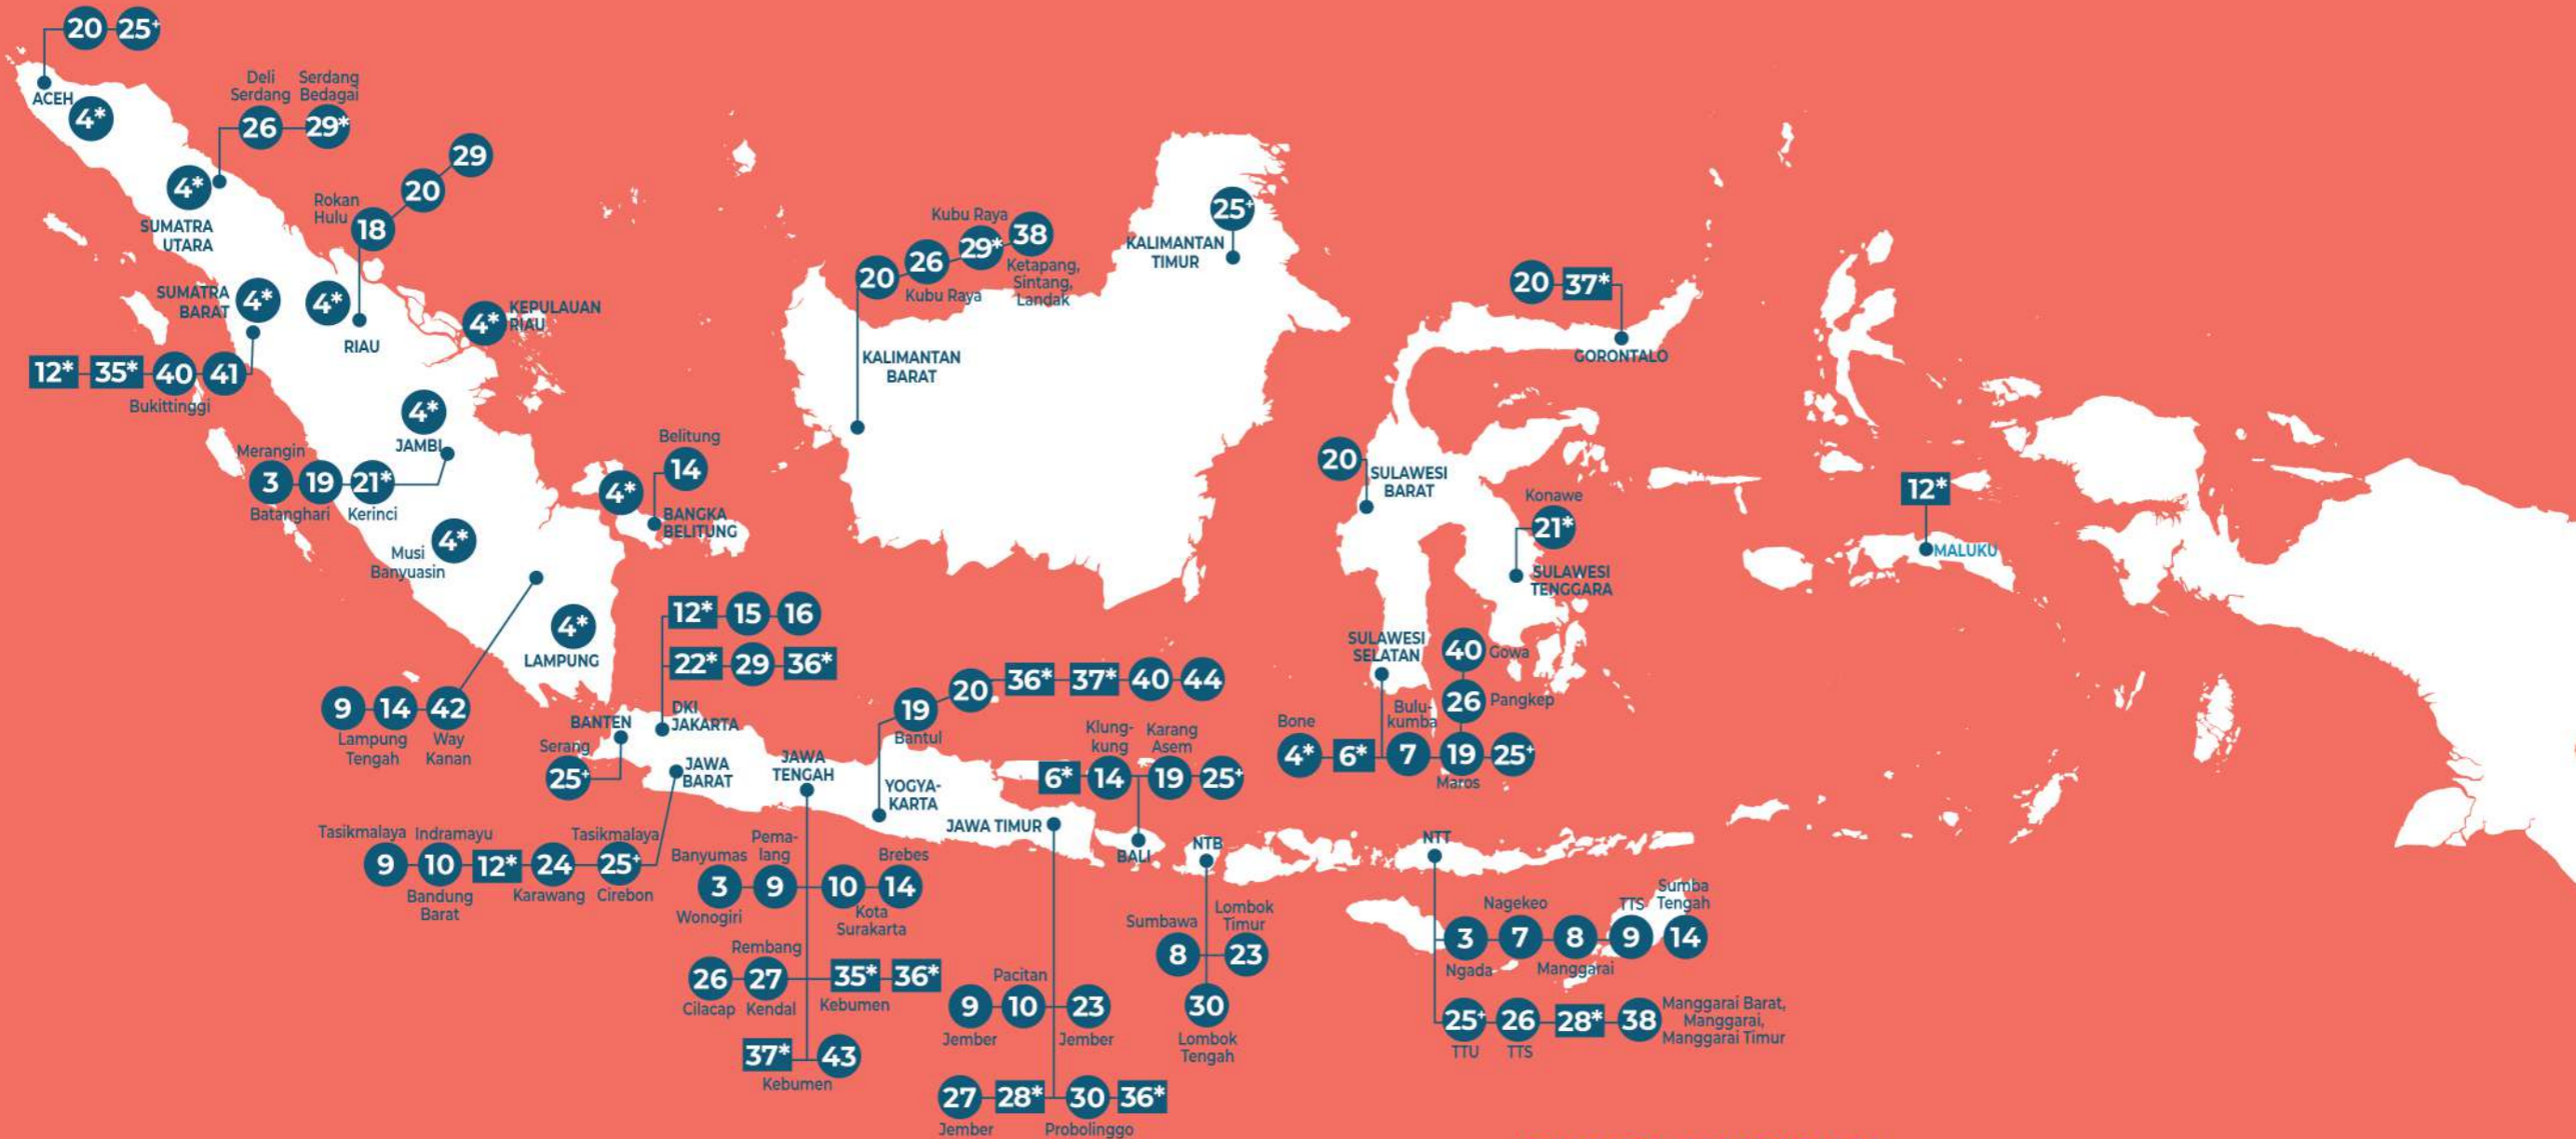 20 25+
ACEH
4*
Deli
Serdang
Serdang
Bedagai
26 29*
4*
SUMATRA
UTARA
29
20
Rokan
Hulu
18
4*
RIAU
4*
KEPULAUAN
RIAU
SUMATRA
BARAT
4*
12* 35* 40 41
Bukittinggi
4*
JAMBI
Merangin
3 19 21*
Batanghari Kerinci
Musi
Banyuasin
4*
Belitung
14
4*
BANGKA
BELITUNG
4*
LAMPUNG
9 14 42
Lampung
Tengah
Way
Kanan
12* 15 16
22* 29 36*
DKI
JAKARTA
BANTEN
Serang
25+
JAWA
BARAT
Tasikmalaya Indramayu Tasikmalaya
9 10 12* 24 25+
Bandung
Barat
Karawang Cirebon
JAWA
TENGAH
Banyumas
Pema-
lang
Brebes
3 9 10 14
Wonogiri
Kota
Surakarta
Rembang
26 27 35* 36*
Cilacap Kendal Kebumen
37* 43
Kebumen
19 20 36* 37* 40 44
Bantul
YOGYA-
KARTA
JAWA TIMUR
Pacitan
9 10 23
Jember Jember
27 28* 30 36*
Jember Probolinggo
Klung-
kung
Karang
Asem
6* 14 19 25+
BALI
NTB
Sumbawa
Lombok
Timur
8 23
30
Lombok
Tengah
Kubu Raya
20 26 29* 38
Kubu Raya
Ketapang,
Sintang,
Landak
KALIMANTAN
BARAT
25+
KALIMANTAN
TIMUR
20 37*
GORONTALO
20
SULAWESI
BARAT
Konawe
21*
SULAWESI
TENGGARA
SULAWESI
SELATAN
40 Gowa
26 Pangkep
Bone
Bulu-
kumba
4* 6* 7 19 25+
Maros
12*
MALUKU
NTT
Nagekeo TTS
Sumba
Tengah
3 7 8 9 14
Ngada Manggarai
25+ 26 28* 38
TTU TTS
Manggarai Barat,
Manggarai,
Manggarai Timur